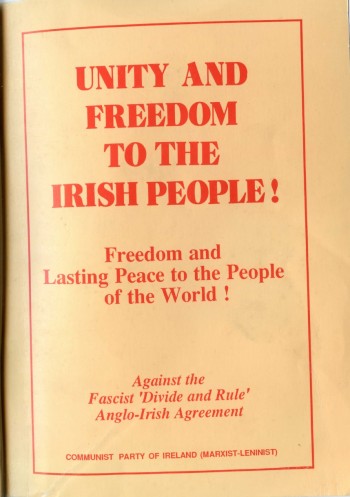 UNITY AND
FREEDOM
TO THE
IRISH PEOPLE !
Freedom and
Lasting Peace to the People
of the World !
Against the
Fascist 'Divide and Rule'
Anglo-Irish Agreement
COMMUNIST PARTY OF IRELAND (MARXIST-LENINIST)